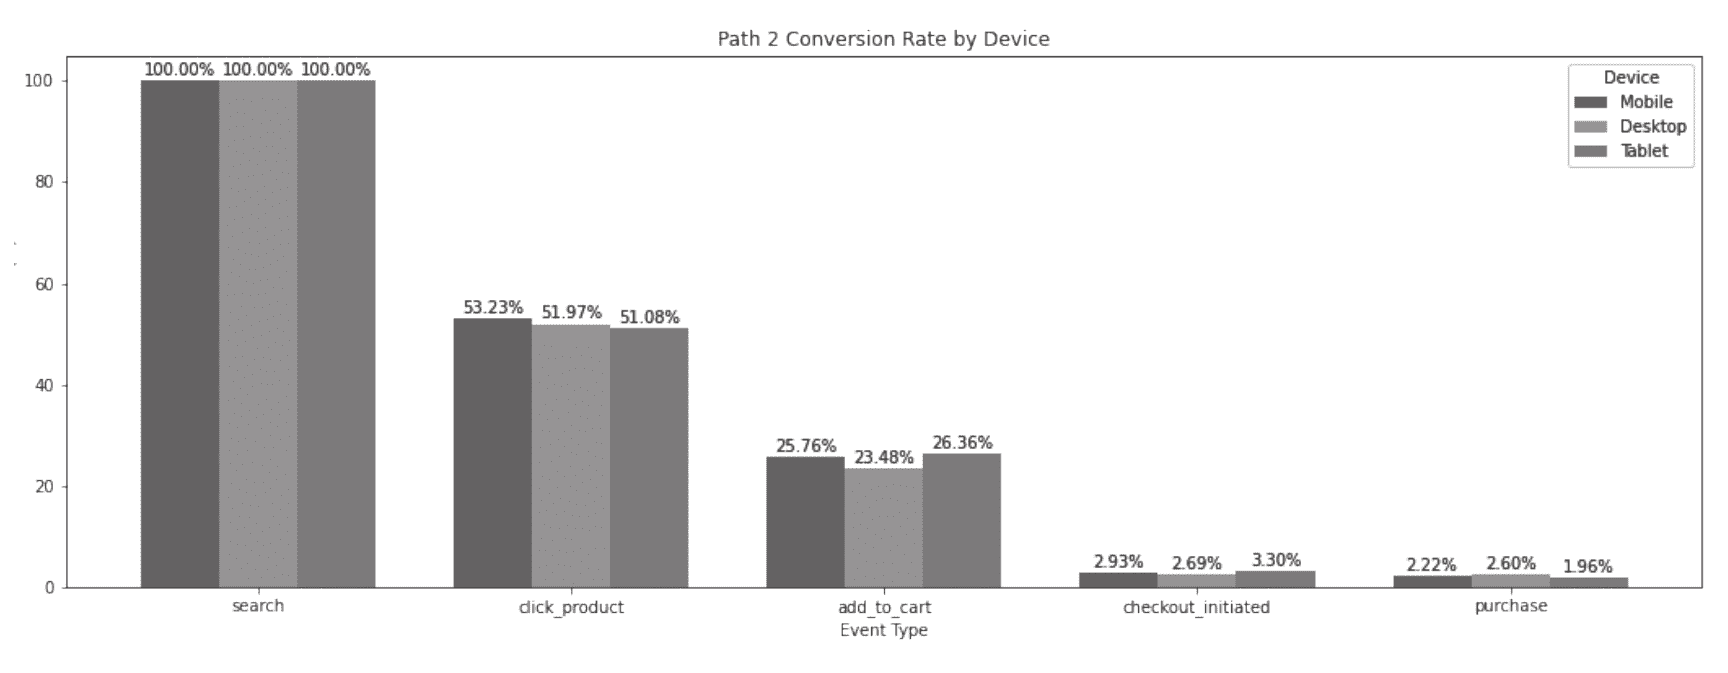 Path 2 Conversion Rate by Device
100.00% 100.00% 100.00%
Device
Mobile
Desktop
Tablet
100
80
60
40
20
0
53.23% 51.97% 51.08%
25.76% 23.48% 26.36%
2.93% 2.69% 3.30%
2.22% 2.60% 1.96%
search click_product add_to_cart checkout_initiated purchase
Event Type